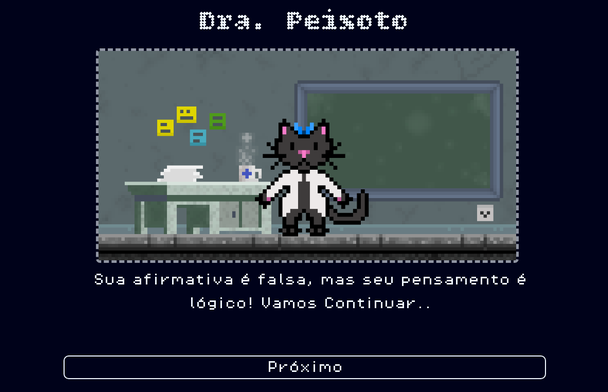 Dra. Peixoto
Sua afirmativa é falsa, mas seu pensamento é
lógico! Vamos Continuar..
Próximo